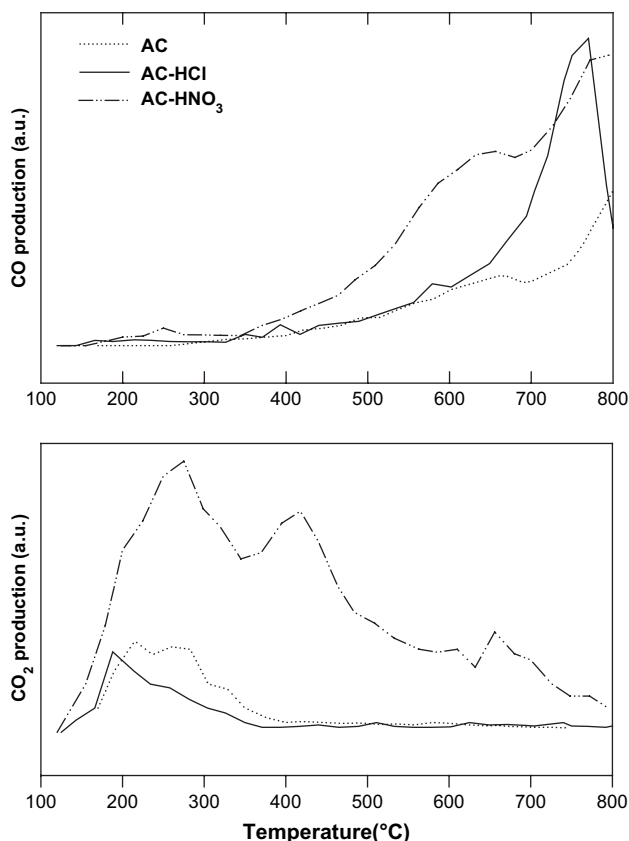 CO production (a.u.)
AC
AC-HCl
AC-HNO₃
100 200 300 400 500 600 700 800
CO₂ production (a.u.)
100 200 300 400 500 600 700 800
Temperature(°C)